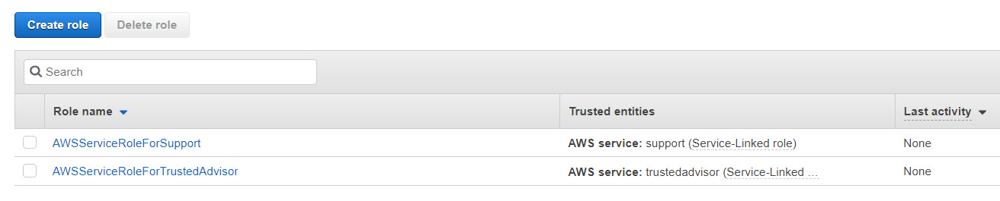 Create role Delete role
Search
Role name Trusted entities Last activity
AWSServiceRoleForSupport AWS service: support (Service-Linked role) None
AWSServiceRoleForTrustedAdvisor AWS service: trustedadvisor (Service-Linked … None